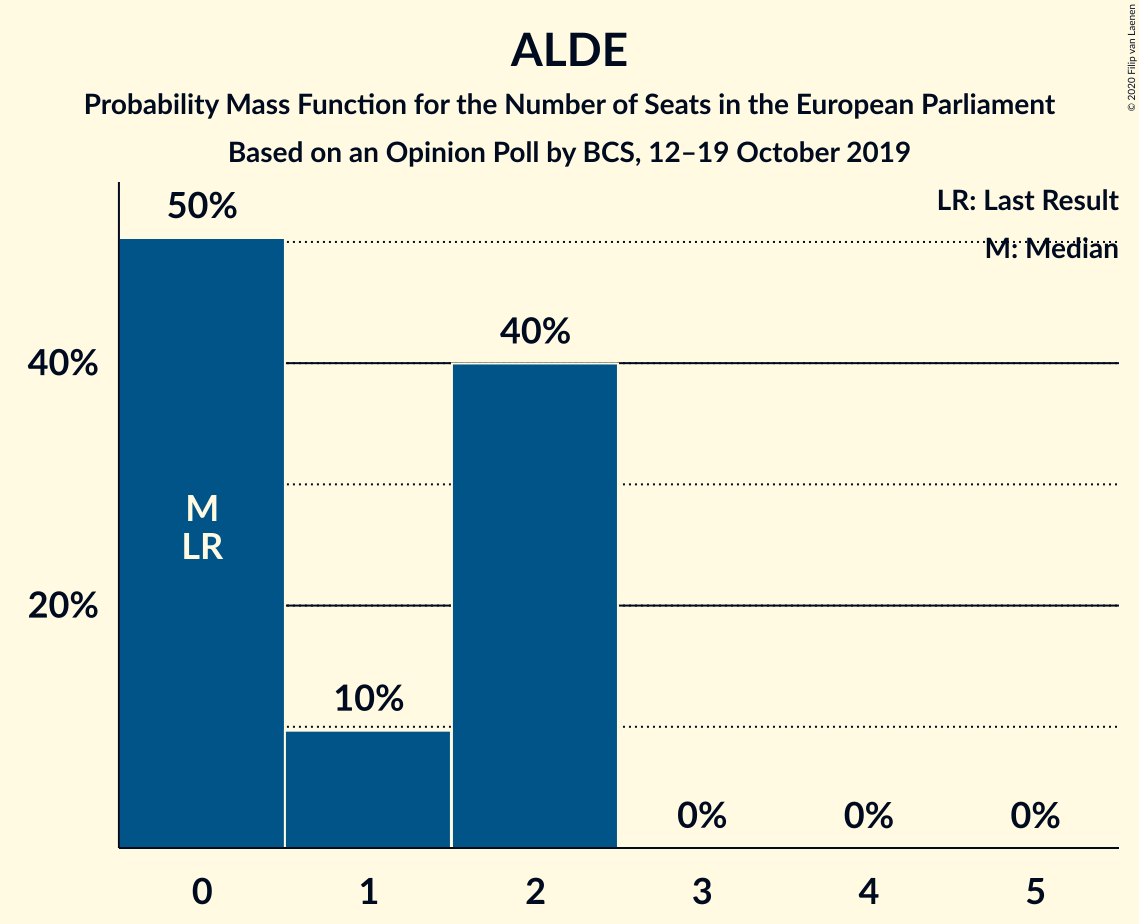 ALDE
Probability Mass Function for the Number of Seats in the European Parliament
Based on an Opinion Poll by BCS, 12–19 October 2019
© 2020 Filip van Laenen
LR: Last Result
M: Median
50%
40%
40%
M
LR
20%
10%
0%
0%
0%
0
1
2
3
4
5